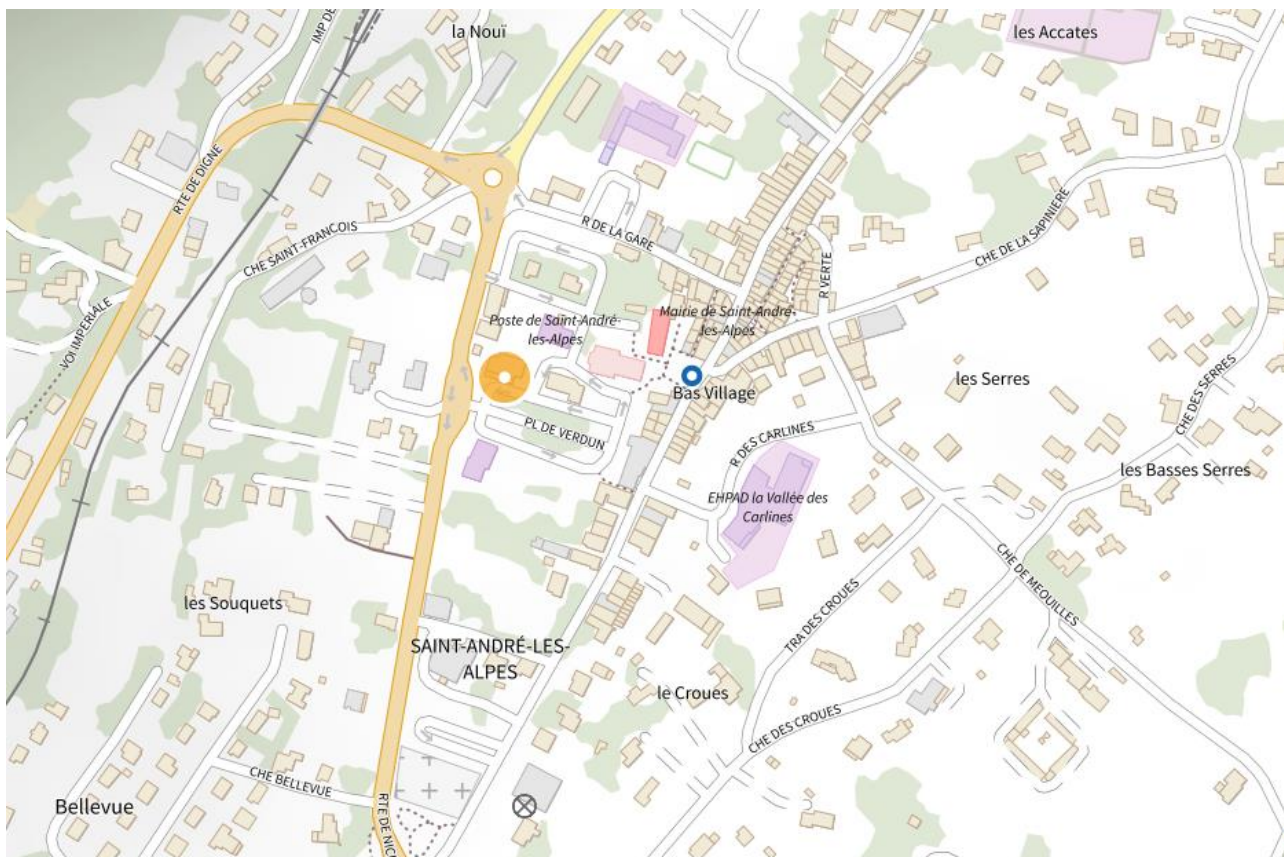 IMP DE
la Nouï
les Accates
RTE DE DIGNE
R DE LA GARE
CHE DE LA SAPINIERE
CHE SAINT-FRANCOIS
R VERTE
VOI IMPERIALE
Poste de Saint-André-
les-Alpes
Mairie de Saint-André-
les-Alpes
Bas Village
les Serres
CHE DES SERRES
PL DE VERDUN
R DES CARLINES
les Basses Serres
EHPAD la Vallée des
Carlines
CHE DE MEOUILLES
TRA DES CROUES
les Souquets
SAINT-ANDRÉ-LES-
ALPES
le Croues
CHE DES CROUES
CHE BELLEVUE
Bellevue
RTE DE NIC